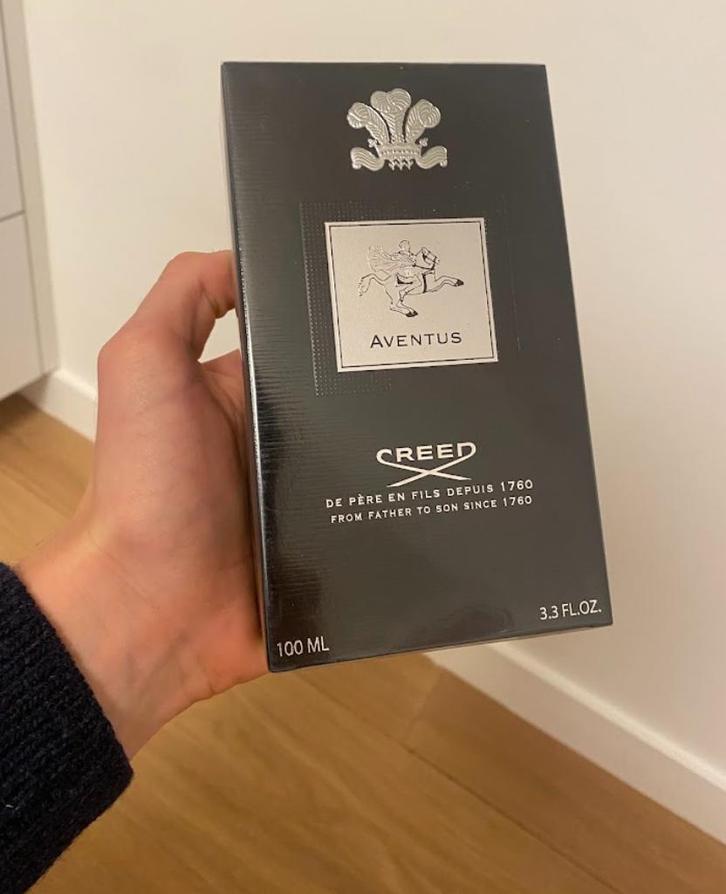 AVENTUS
CREED
DE PÈRE EN FILS DEPUIS 1760
FROM FATHER TO SON SINCE 1760
100 ML
3.3 FL.OZ.